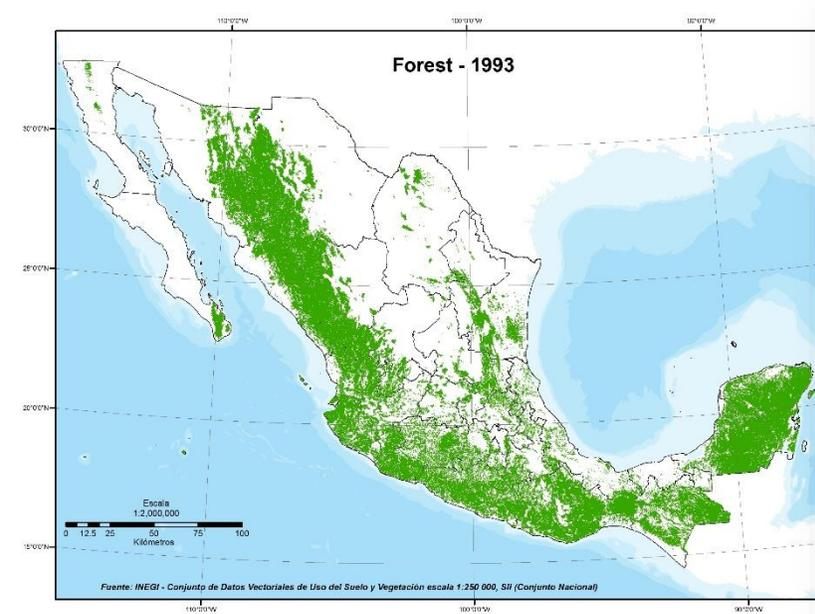 110°0'0"W 100°0'0"W 90°0'0"W
Forest - 1993
30°0'0"N
25°0'0"N
20°0'0"N
15°0'0"N
Escala
1:2,000,000
0 12.5 25 50 75 100
Kilómetros
Fuente: INEGI - Conjunto de Datos Vectoriales de Uso del Suelo y Vegetación escala 1:250 000, SII (Conjunto Nacional)
110°0'0"W 100°0'0"W 90°0'0"W